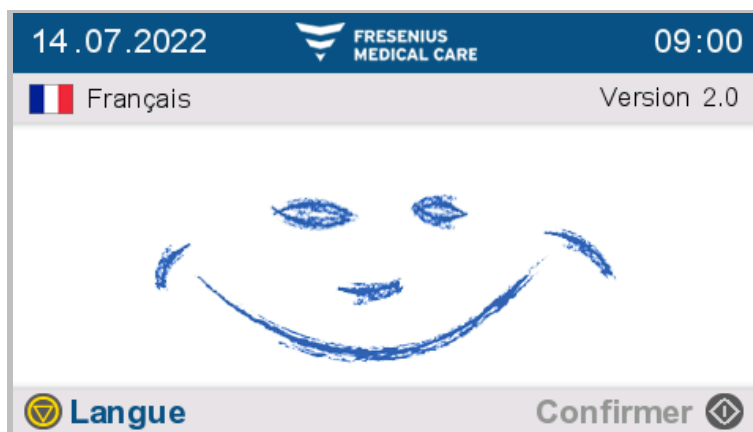 14.07.2022 FRESENIUS MEDICAL CARE 09:00
Français Version 2.0
Langue Confirmer